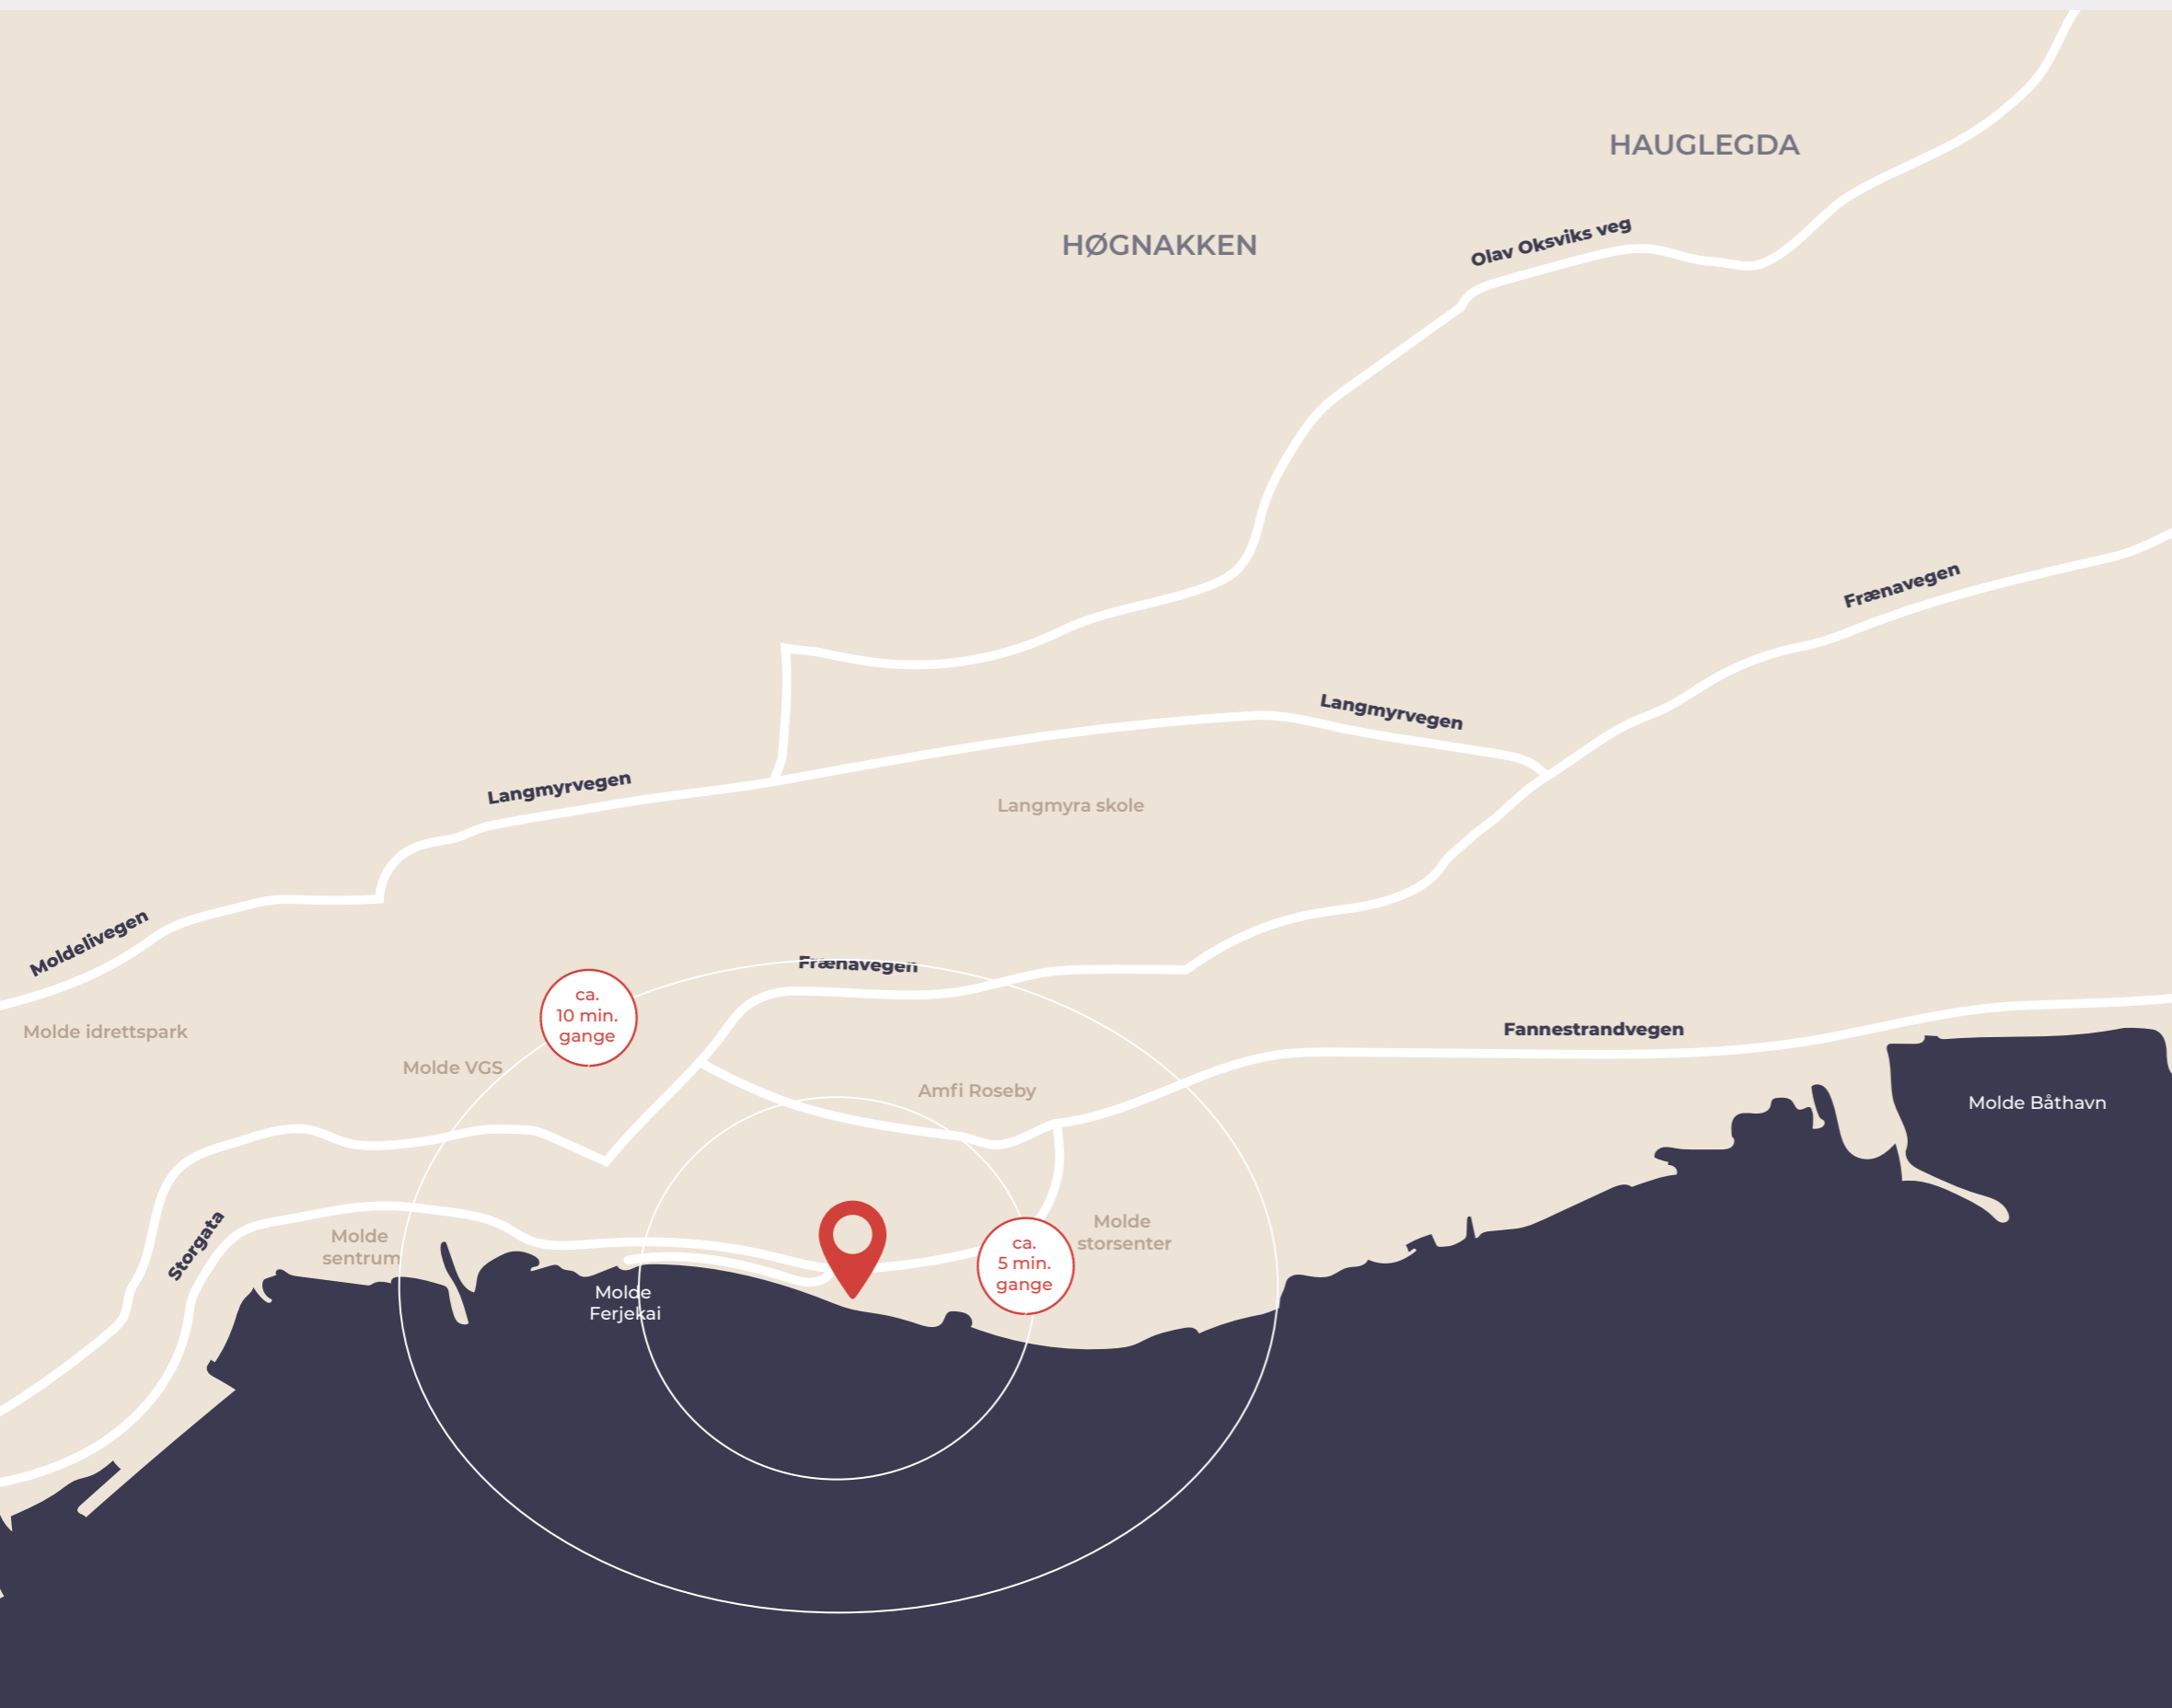 HAUGLEGDA
HØGNAKKEN
Olav Oksviks veg
Frænavegen
Langmyrvegen
Langmyrvegen
Langmyra skole
Moldelivegen
Frænavegen
ca.
10 min.
gange
Molde idrettspark
Fannestrandvegen
Molde VGS
Amfi Roseby
Molde Båthavn
Storgata
Molde
sentrum
Molde
storsenter
ca.
5 min.
gange
Molde
Ferjekai